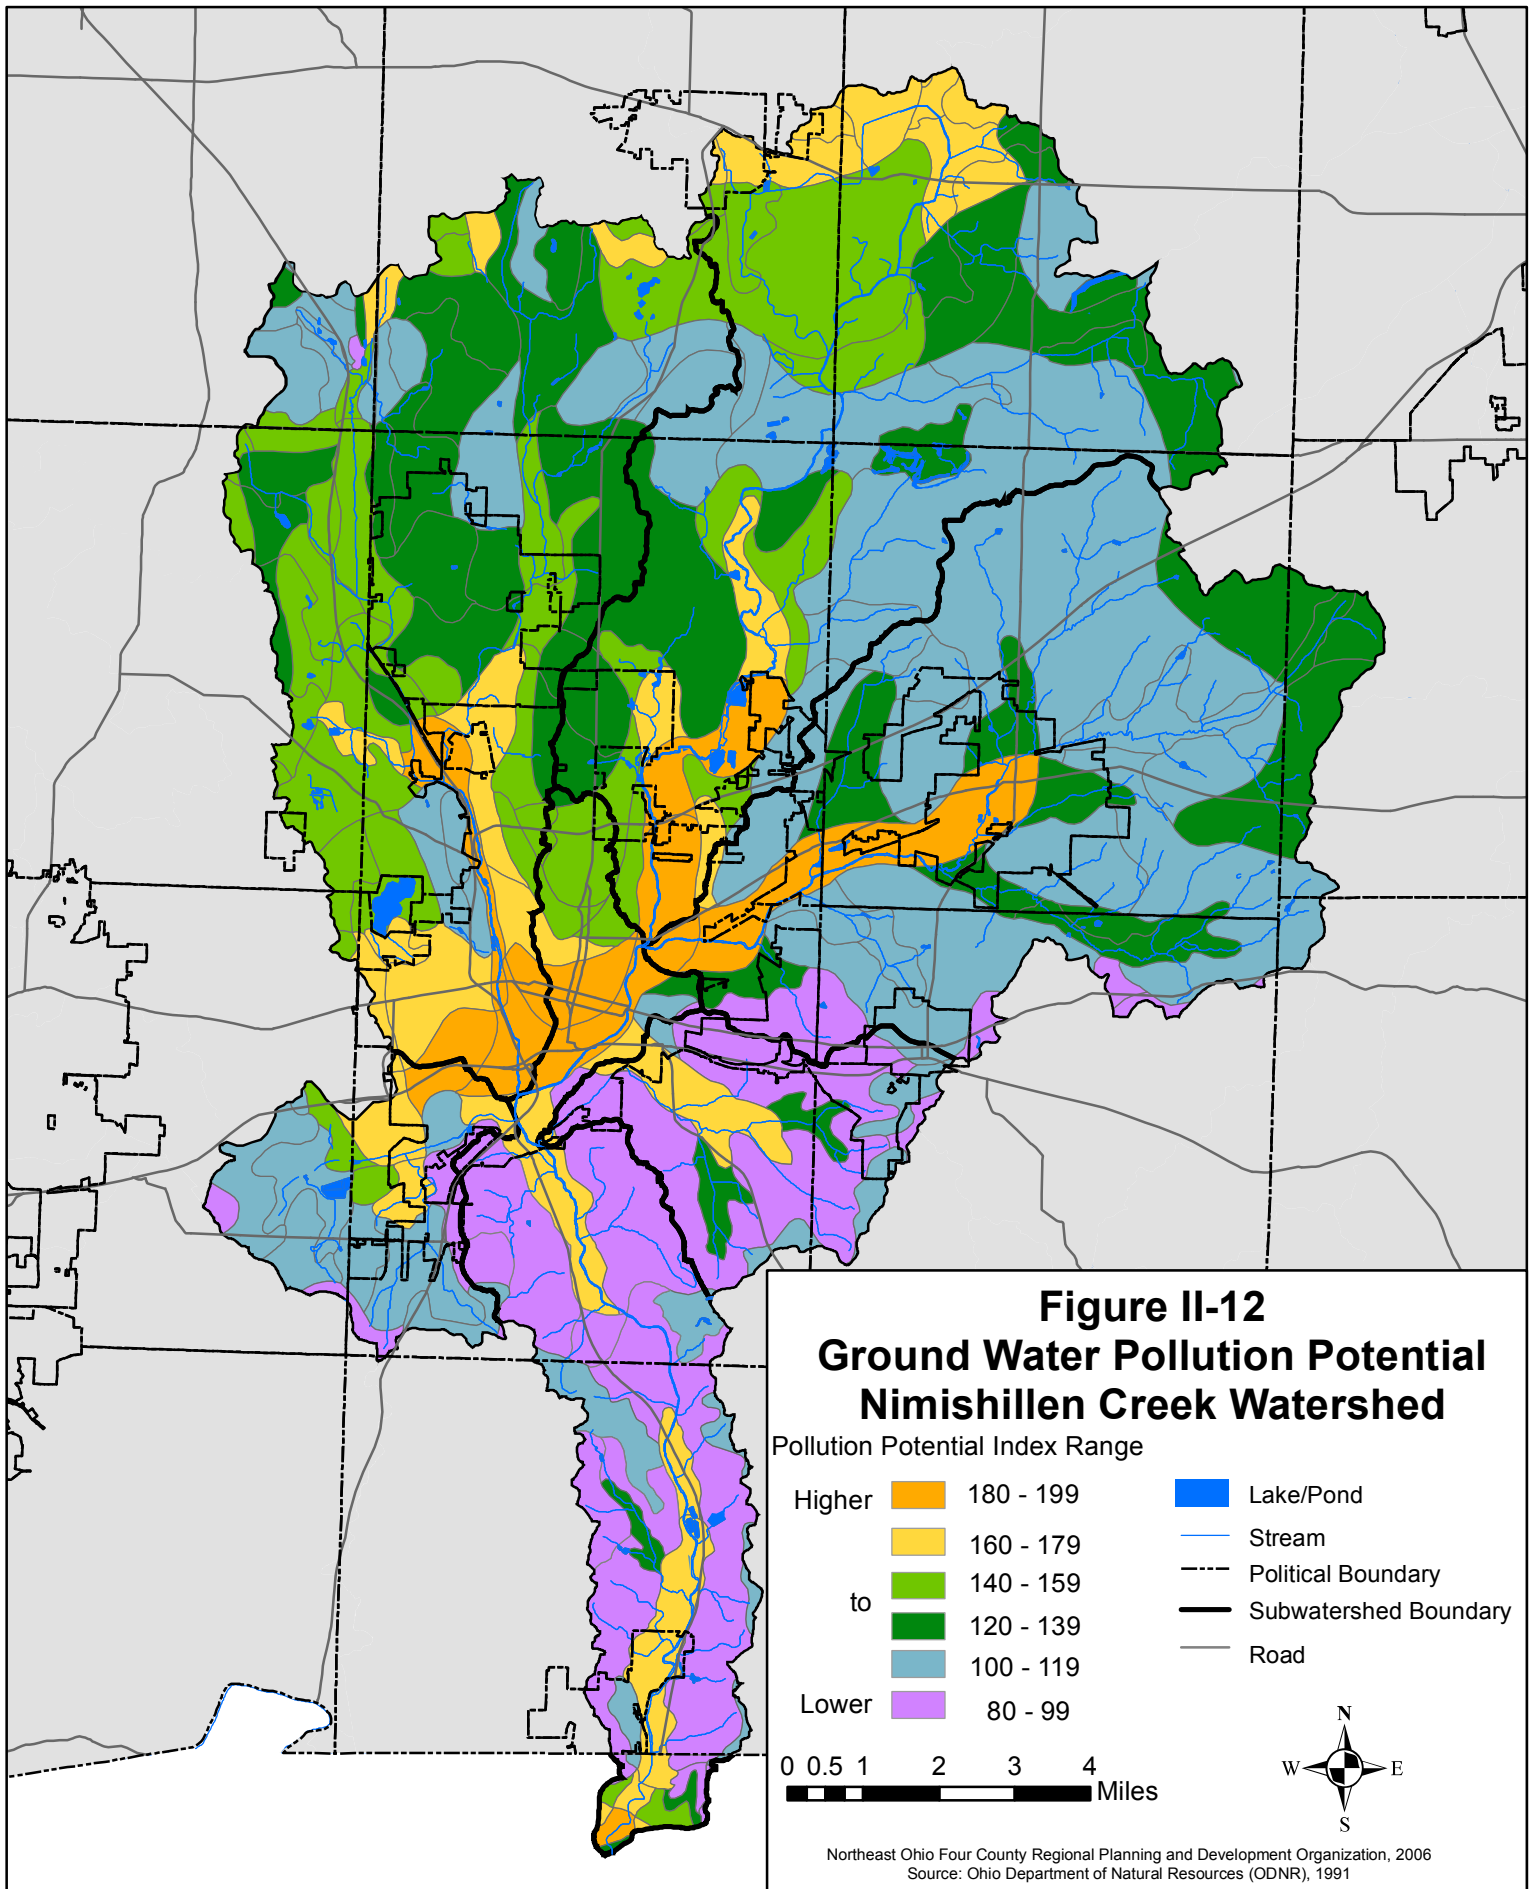 Figure II-12
Ground Water Pollution Potential
Nimishillen Creek Watershed
Pollution Potential Index Range
Higher
to
Lower
180 - 199
160 - 179
140 - 159
120 - 139
100 - 119
80 - 99
Lake/Pond
Stream
Political Boundary
Subwatershed Boundary
Road
0 0.5 1 2 3 4
Miles
N
W E
S
Northeast Ohio Four County Regional Planning and Development Organization, 2006
Source: Ohio Department of Natural Resources (ODNR), 1991